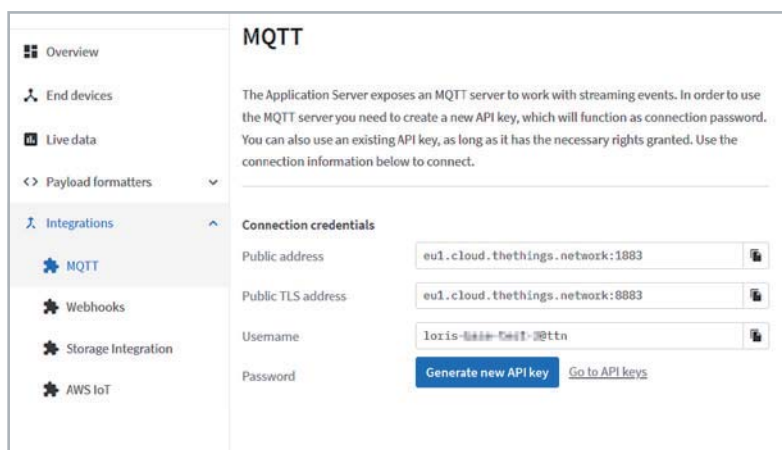 Overview
End devices
Live data
<> Payload formatters
Integrations
MQTT
Webhooks
Storage Integration
AWS IoT
MQTT
The Application Server exposes an MQTT server to work with streaming events. In order to use
the MQTT server you need to create a new API key, which will function as connection password.
You can also use an existing API key, as long as it has the necessary rights granted. Use the
connection information below to connect.
Connection credentials
Public address eu1.cloud.thethings.network:1883
Public TLS address eu1.cloud.thethings.network:8883
Username loris- @ttn
Password Generate new API key Go to API keys